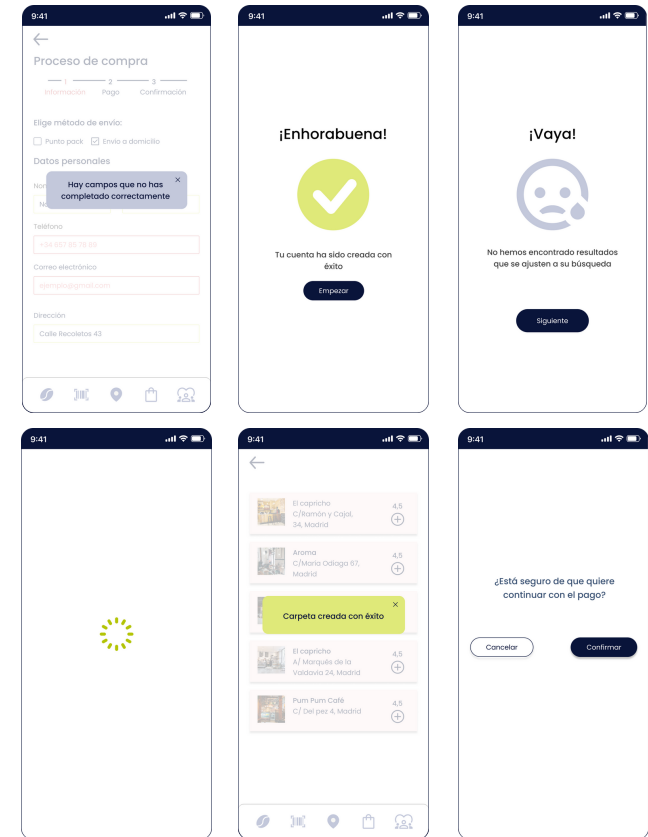 9:41
Proceso de compra
1 2 3
Información Pago Confirmación
Elige método de envío:
Punto pack Envío a domicilio
Datos personales
Hay campos que no has
completado correctamente
Teléfono
Correo electrónico
ejemplo@gmail.com
Dirección
Calle Recoletos 43
9:41
¡Enhorabuena!
Tu cuenta ha sido creada con
éxito
Empezar
9:41
¡Vaya!
No hemos encontrado resultados
que se ajusten a su búsqueda
Siguiente
9:41
9:41
El capricho
C/Ramón y Cajal,
34, Madrid
4,5
Aroma
C/María Odiaga 67,
Madrid
4,5
Carpeta creada con éxito
El capricho
A/ Marqués de la
Valdavia 24, Madrid
4,5
Pum Pum Café
C/ Del pez 4, Madrid
4,5
9:41
¿Está seguro de que quiere
continuar con el pago?
Cancelar
Confirmar